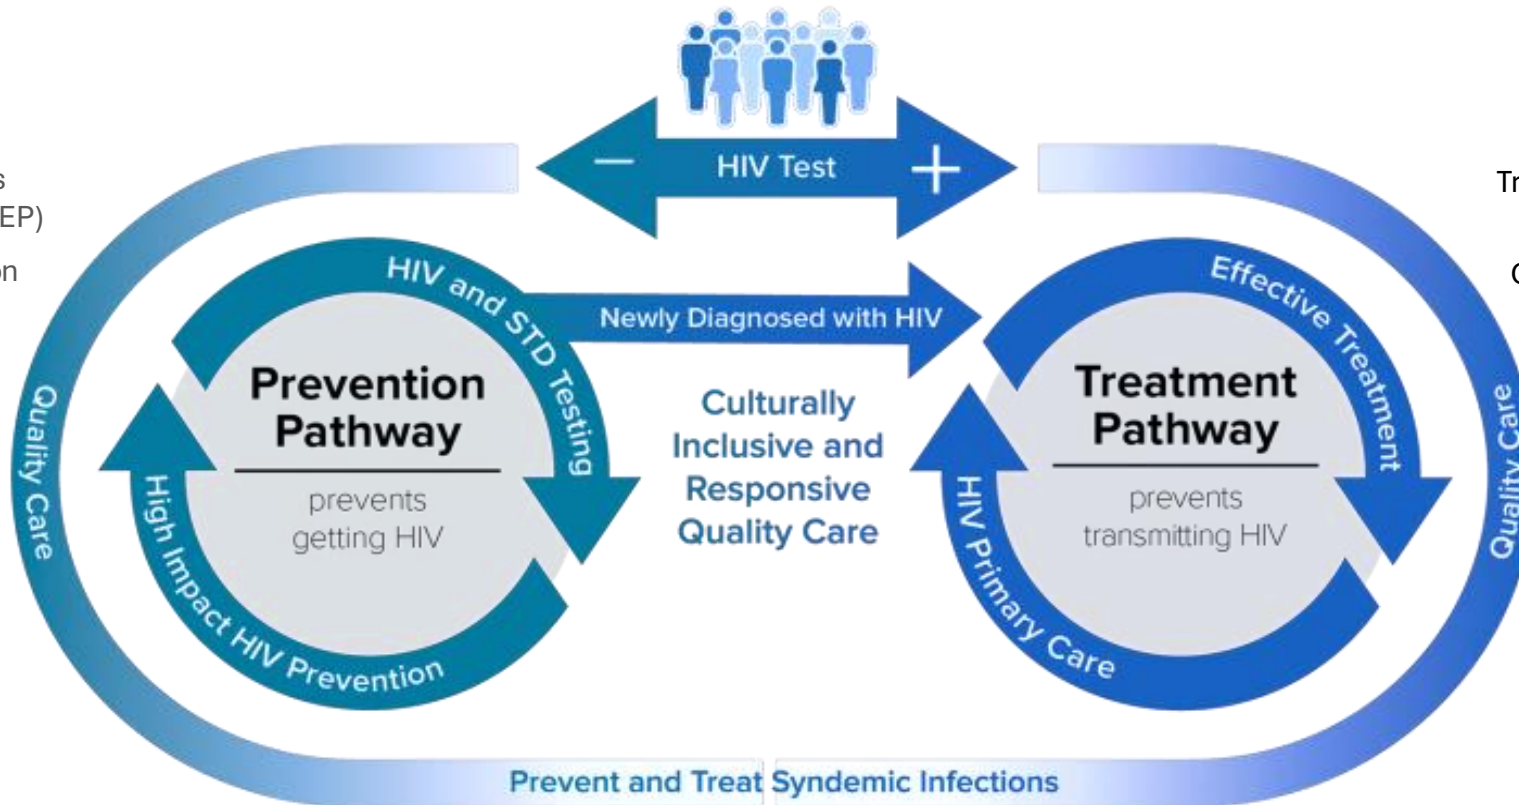 HIV Test
s
EP)
on
HIV and STD Testing
Newly Diagnosed with HIV
Effective Treatment
Prevention
Pathway
prevents
getting HIV
Culturally
Inclusive and
Responsive
Quality Care
Treatment
Pathway
prevents
transmitting HIV
Quality Care
High Impact HIV Prevention
HIV Primary Care
Quality Care
Prevent and Treat Syndemic Infections